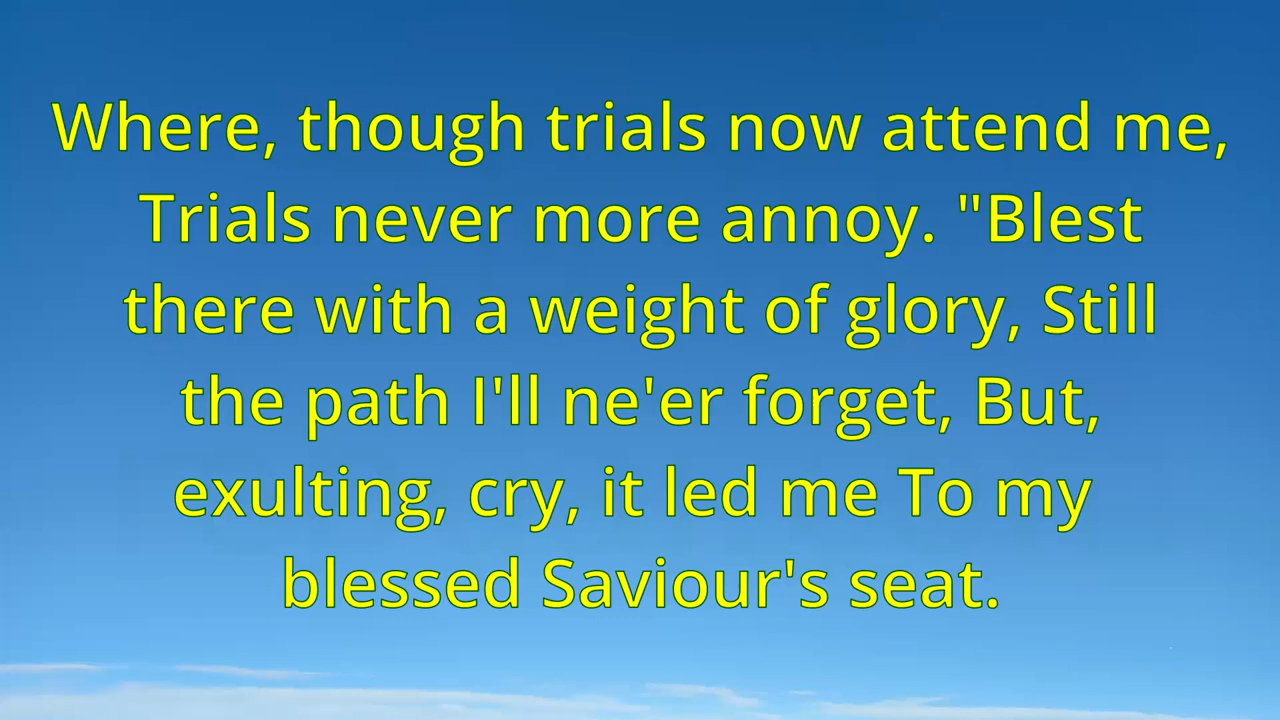 Where, though trials now attend me,
Trials never more annoy. "Blest
there with a weight of glory, Still
the path I'll ne'er forget, But,
exulting, cry, it led me To my
blessed Saviour's seat.